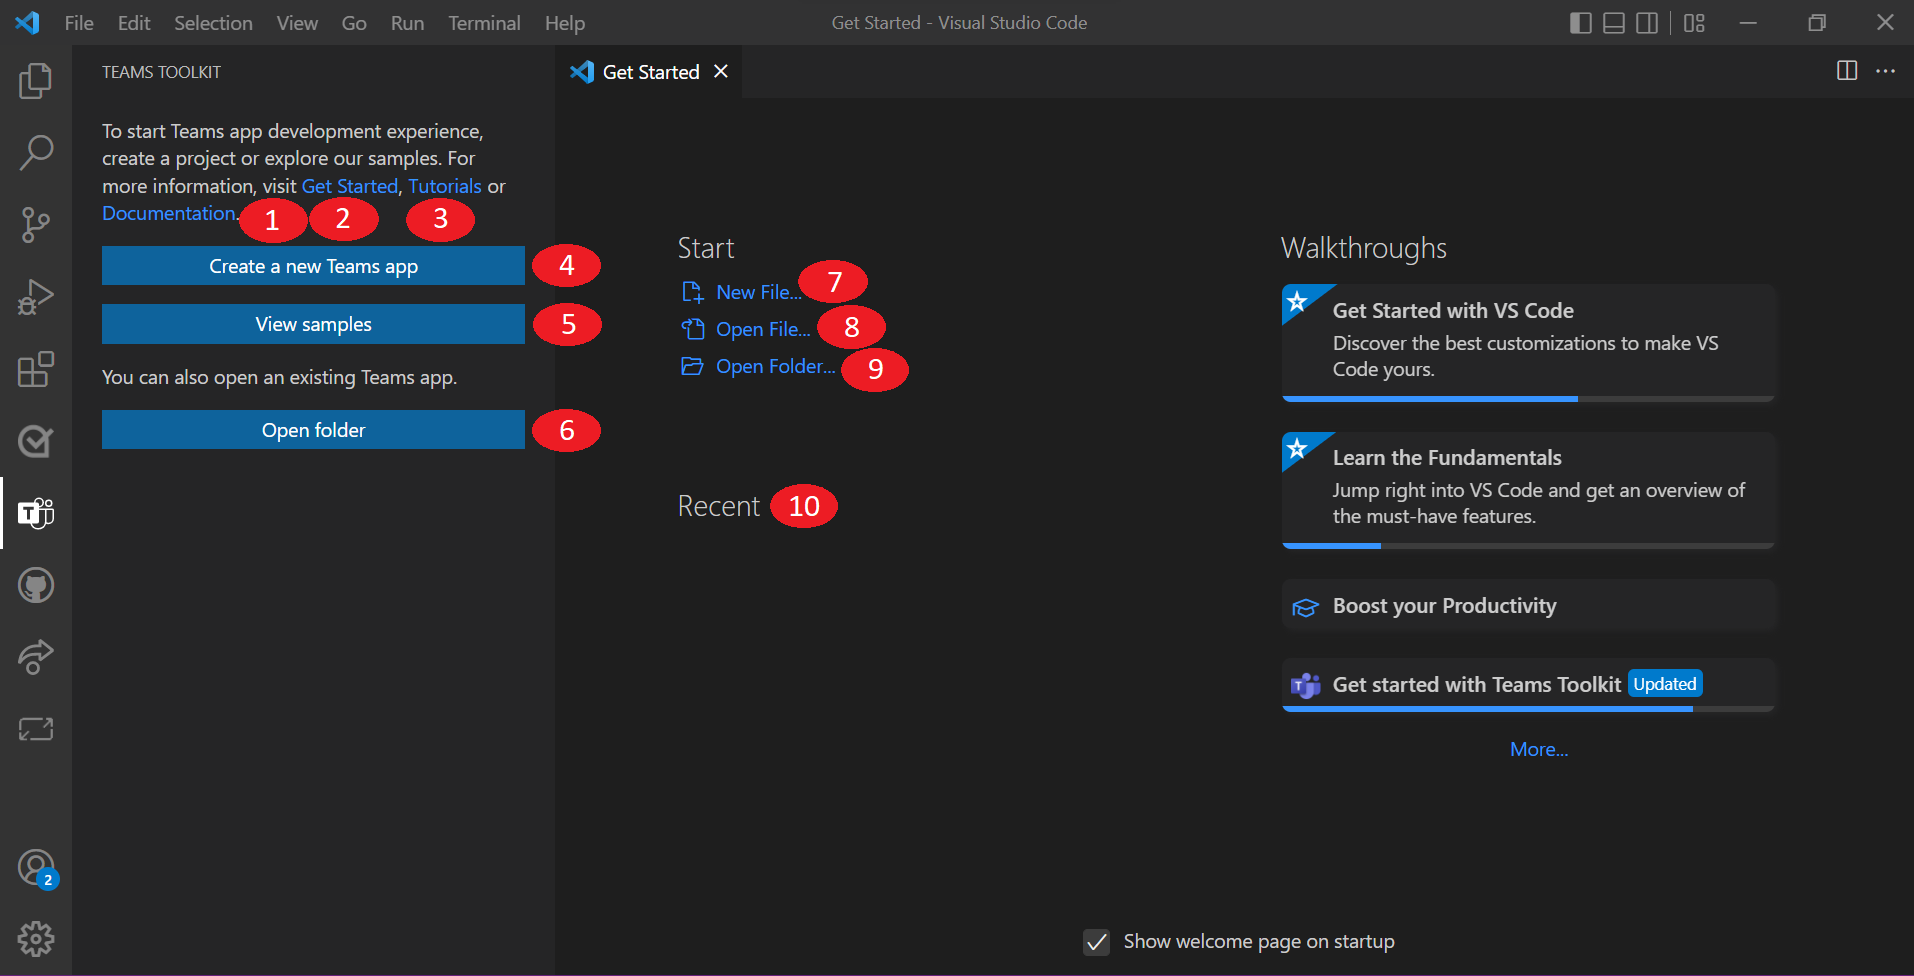 File Edit Selection View Go Run Terminal Help
Get Started - Visual Studio Code
TEAMS TOOLKIT
To start Teams app development experience,
create a project or explore our samples. For
more information, visit Get Started, Tutorials or
Documentation.
1
2
3
Create a new Teams app
4
View samples
5
You can also open an existing Teams app.
Open folder
6
2
Get Started
Start
New File...
7
Open File...
8
Open Folder...
9
Recent
10
Walkthroughs
Get Started with VS Code
Discover the best customizations to make VS
Code yours.
Learn the Fundamentals
Jump right into VS Code and get an overview of
the must-have features.
Boost your Productivity
T
Get started with Teams Toolkit Updated
More...
Show welcome page on startup
T